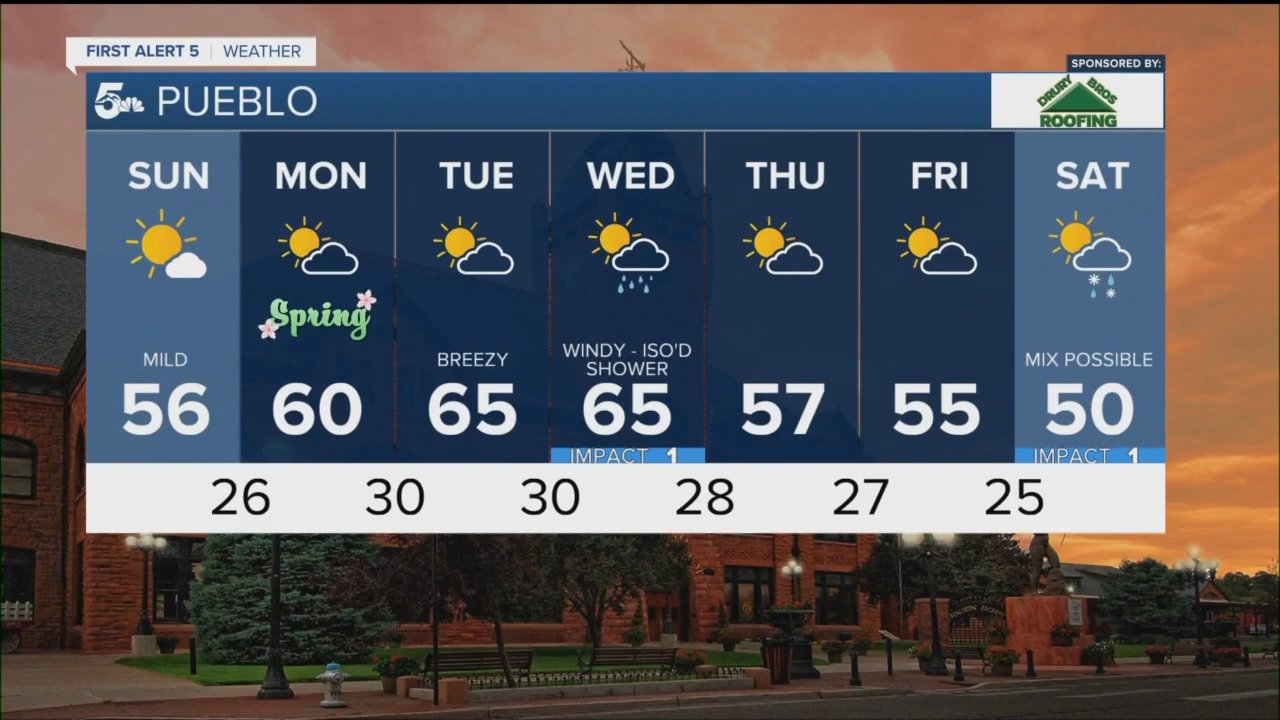 FIRST ALERT 5 | WEATHER
SPONSORED BY:
5 PUEBLO
DRURY BROS
ROOFING
SUN MON TUE WED THU FRI SAT
Spring
MILD BREEZY WINDY - ISO'D SHOWER MIX POSSIBLE
56 60 65 65 57 55 50
IMPACT 1 IMPACT 1
26 30 30 28 27 25